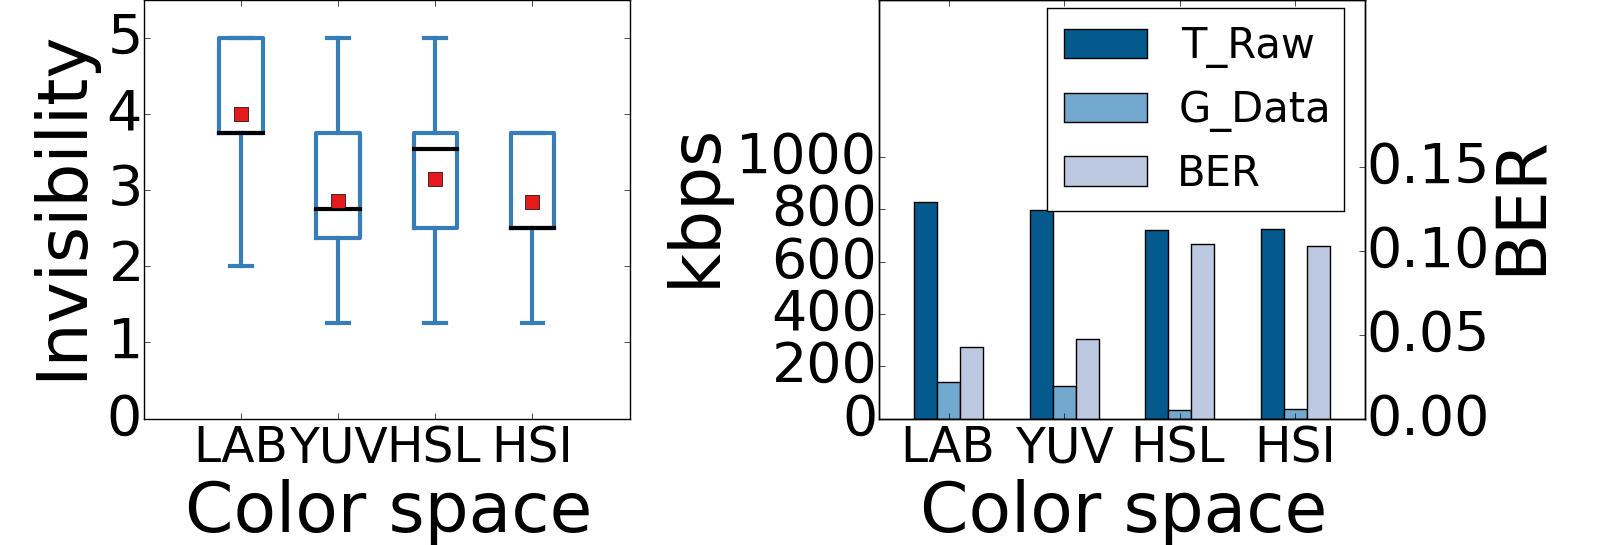 Invisibility
5
4
3
2
1
0
LAB YUV HSL HSI
Color space
kbps
1000
800
600
400
200
0
T_Raw
G_Data
BER
0.15
0.10
0.05
0.00
BER
LAB YUV HSL HSI
Color space